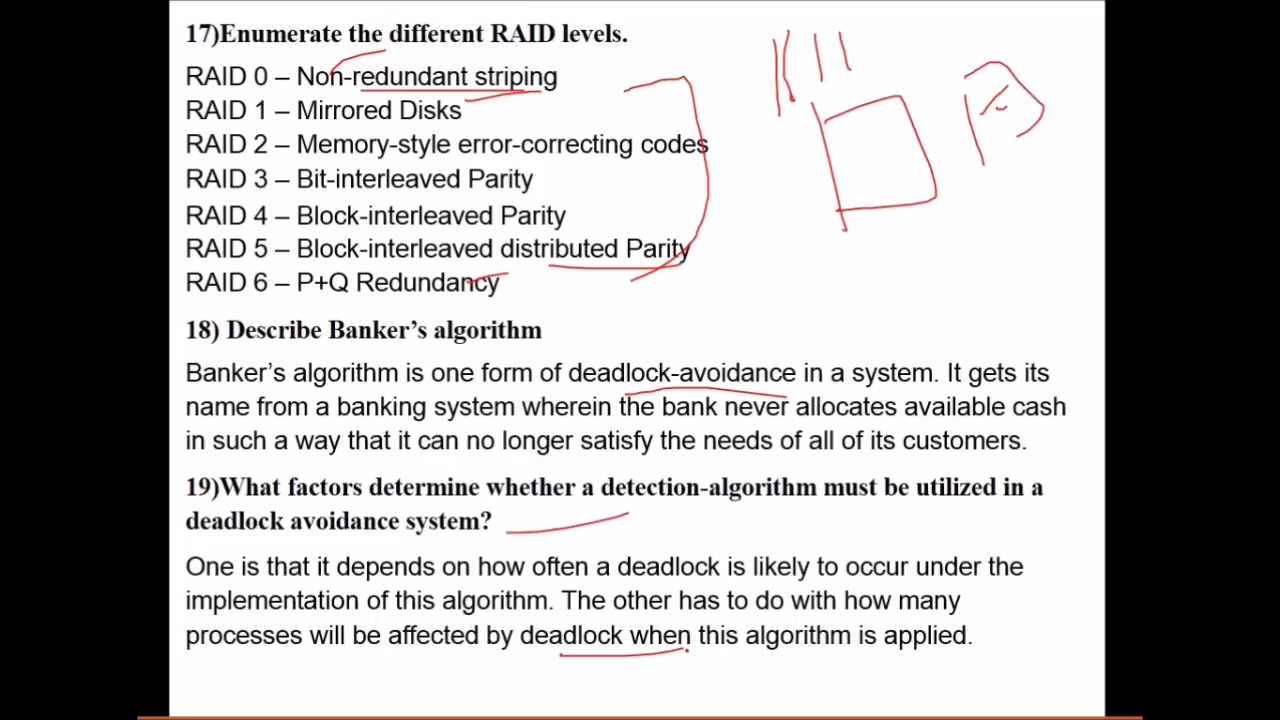 17)Enumerate the different RAID levels.
RAID 0 – Non-redundant striping
RAID 1 – Mirrored Disks
RAID 2 – Memory-style error-correcting codes
RAID 3 – Bit-interleaved Parity
RAID 4 – Block-interleaved Parity
RAID 5 – Block-interleaved distributed Parity
RAID 6 – P+Q Redundancy
18) Describe Banker’s algorithm
Banker’s algorithm is one form of deadlock-avoidance in a system. It gets its
name from a banking system wherein the bank never allocates available cash
in such a way that it can no longer satisfy the needs of all of its customers.
19)What factors determine whether a detection-algorithm must be utilized in a
deadlock avoidance system?
One is that it depends on how often a deadlock is likely to occur under the
implementation of this algorithm. The other has to do with how many
processes will be affected by deadlock when this algorithm is applied.